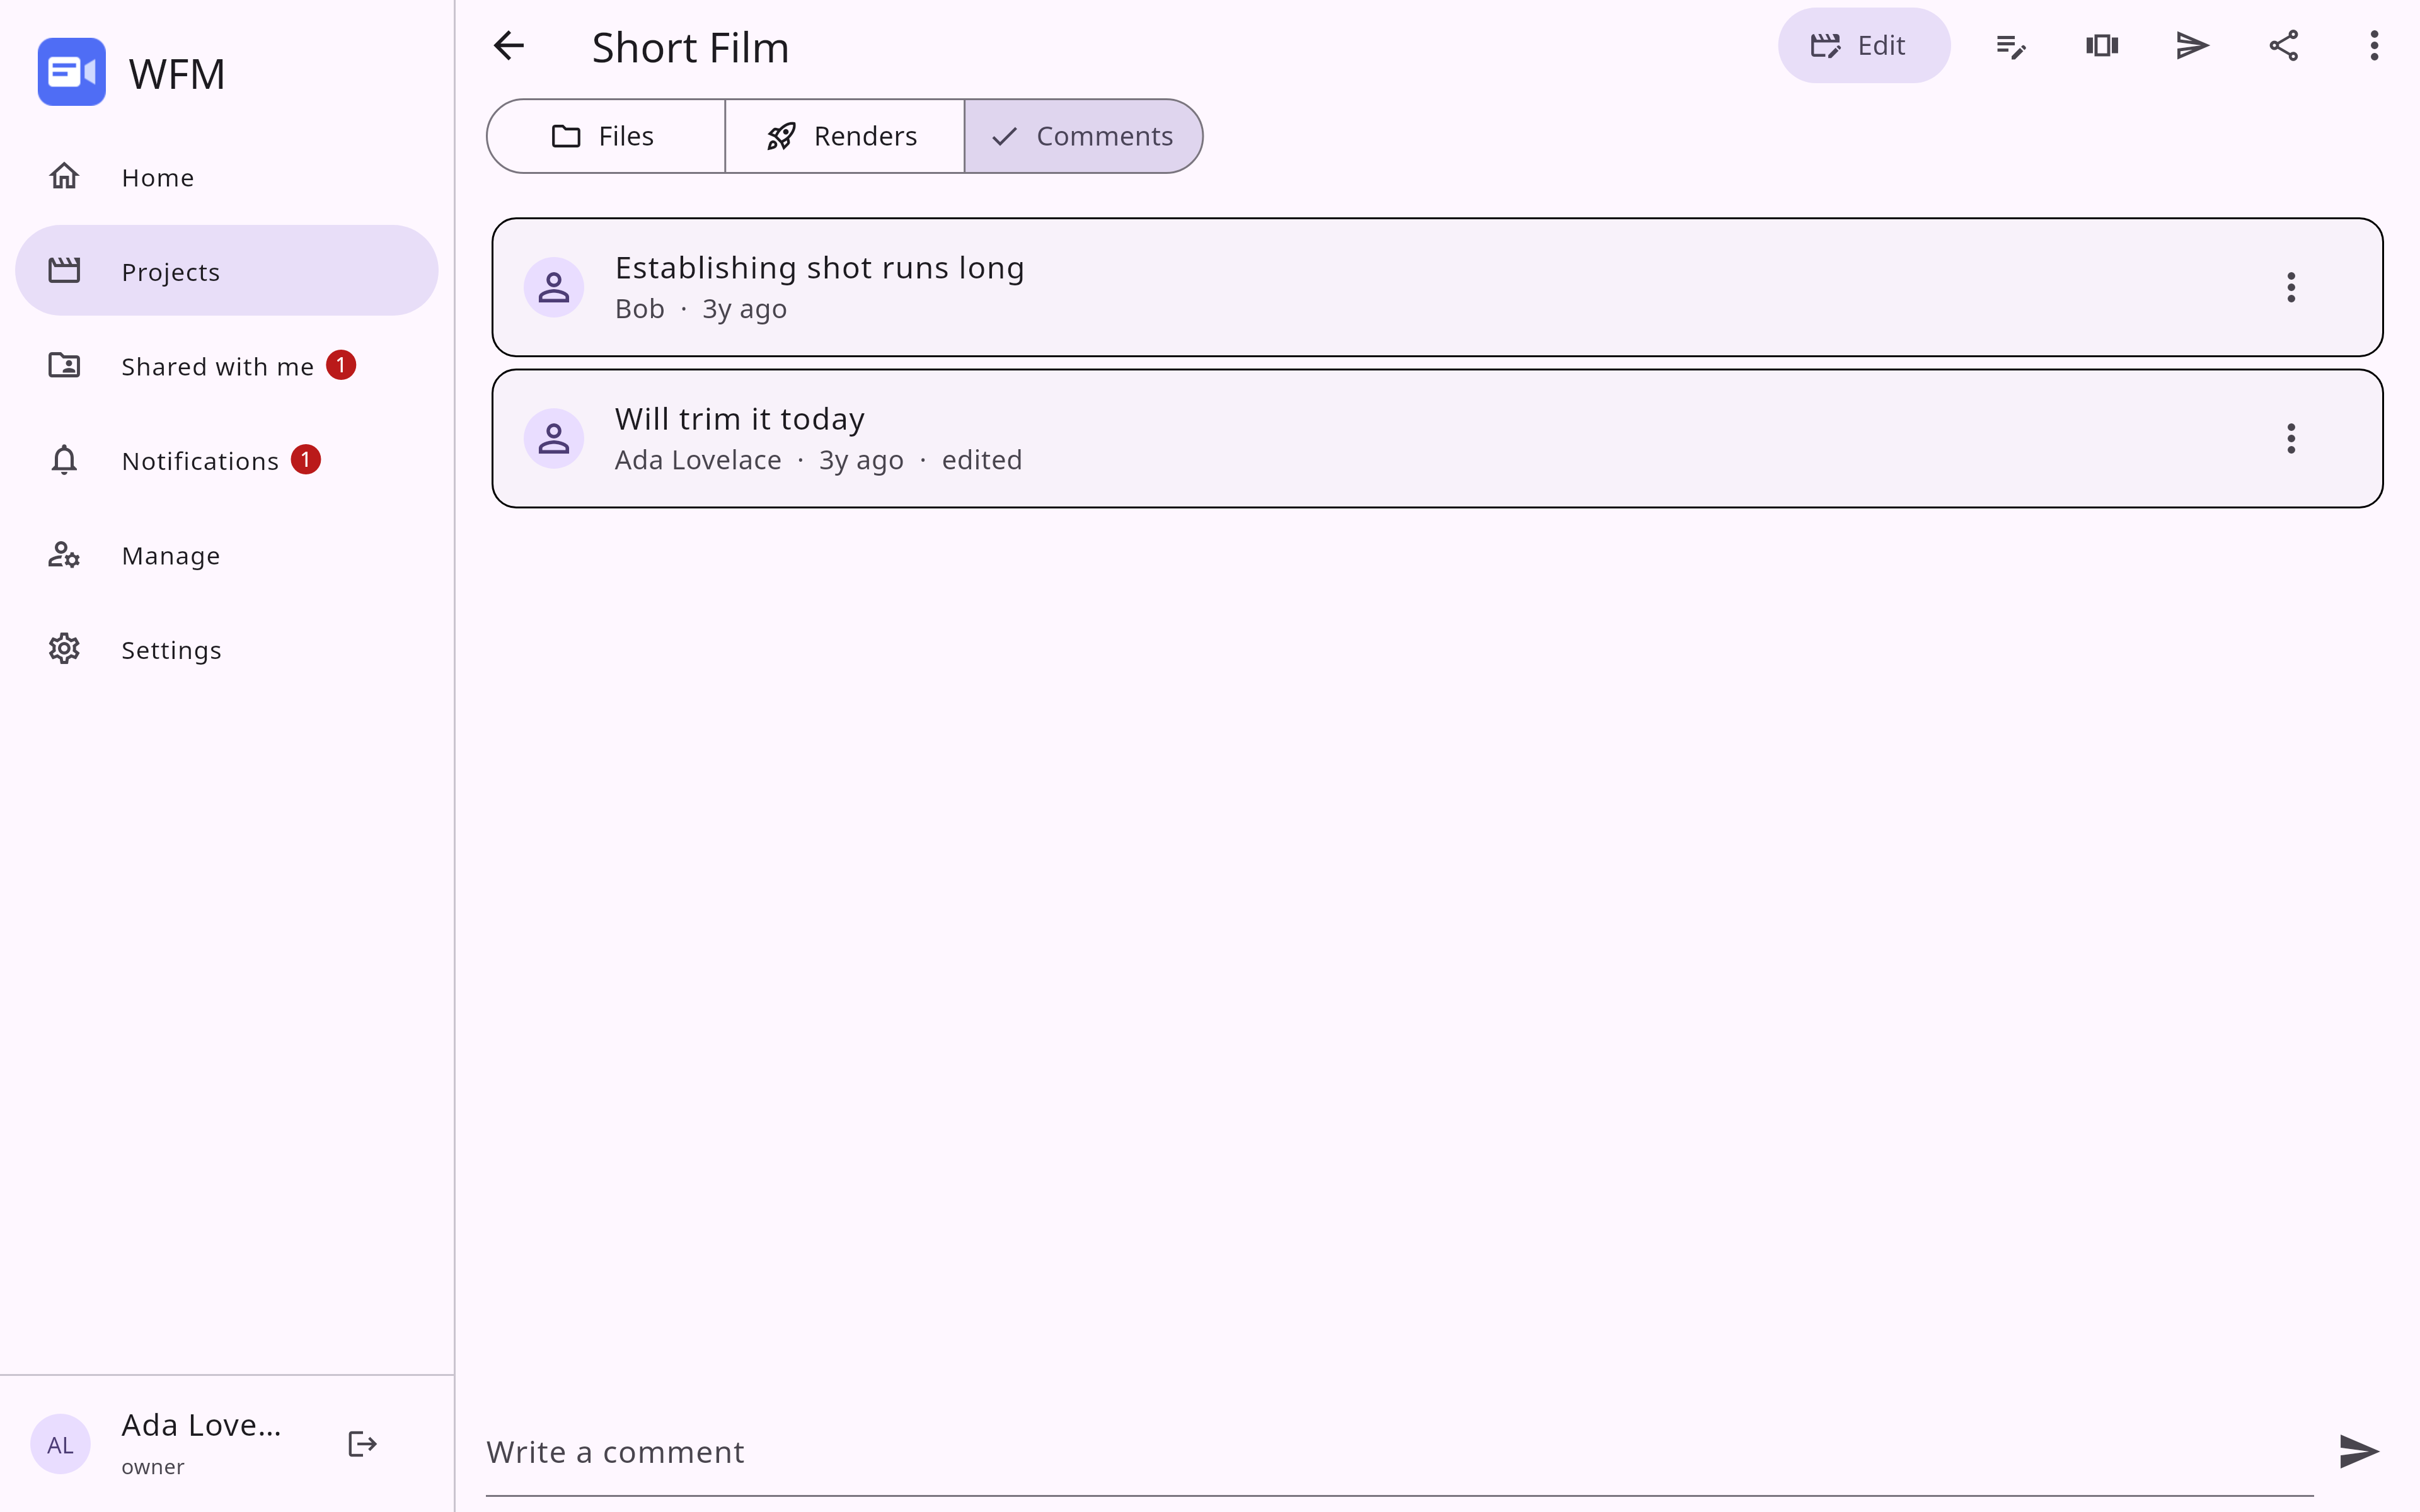 WFM
Home
Projects
Shared with me 1
Notifications 1
Manage
Settings
Ada Love...
owner
AL
Short Film
Edit
Files
Renders
Comments
Establishing shot runs long
Bob · 3y ago
Will trim it today
Ada Lovelace · 3y ago · edited
Write a comment